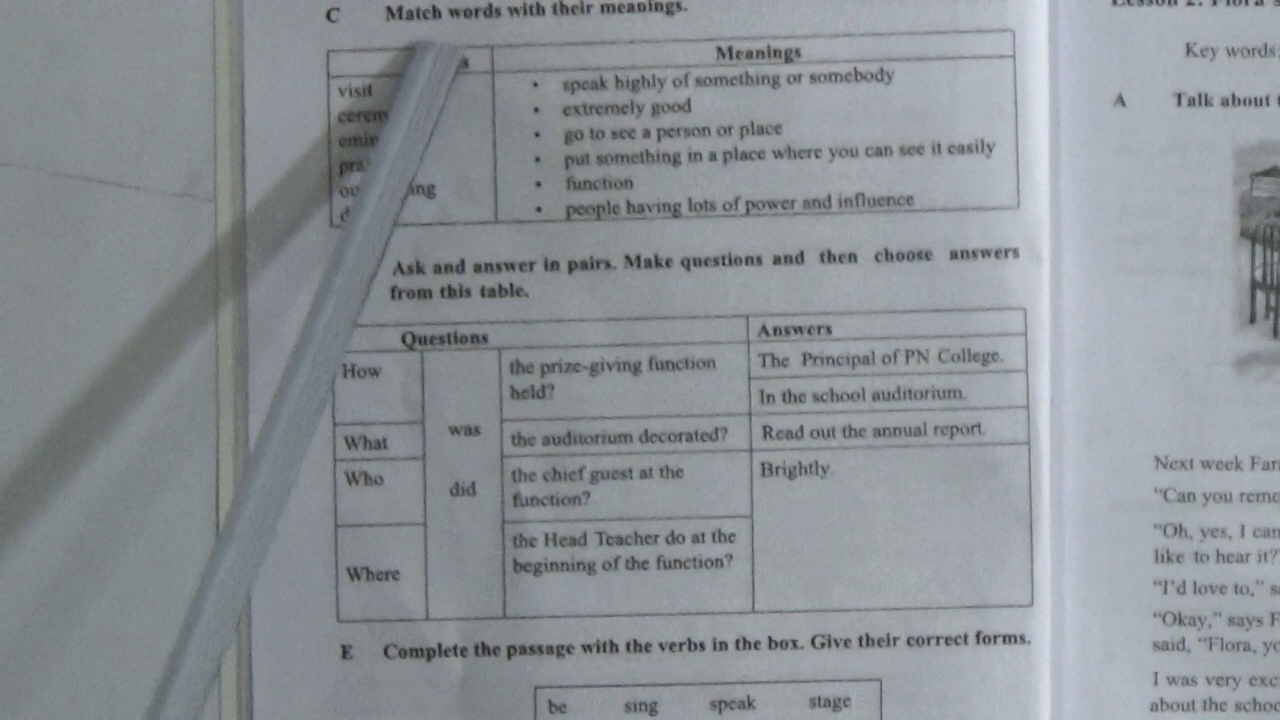 C Match words with their meanings.
Meanings
visit • speak highly of something or somebody
• extremely good
• go to see a person or place
• put something in a place where you can see it easily
• function
• people having lots of power and influence
Ask and answer in pairs. Make questions and then choose answers
from this table.
Questions Answers
How the prize-giving function The Principal of PN College.
held? In the school auditorium.
What was the auditorium decorated? Read out the annual report.
Who did the chief guest at the Brightly.
function?
the Head Teacher do at the
Where beginning of the function?
E Complete the passage with the verbs in the box. Give their correct forms.
be sing speak stage
Key words:
A Talk about
Next week
"Can you
"Oh, yes, I can
like to hear it?
"I'd love to,"
"Okay," says
said, "Flora,
I was very
about the